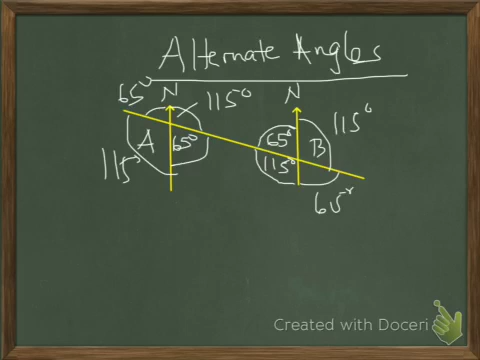 Alternate Angles
65° N 115° N 115°
A 65° 65° B
115° 115°
65°
Created with Doceri